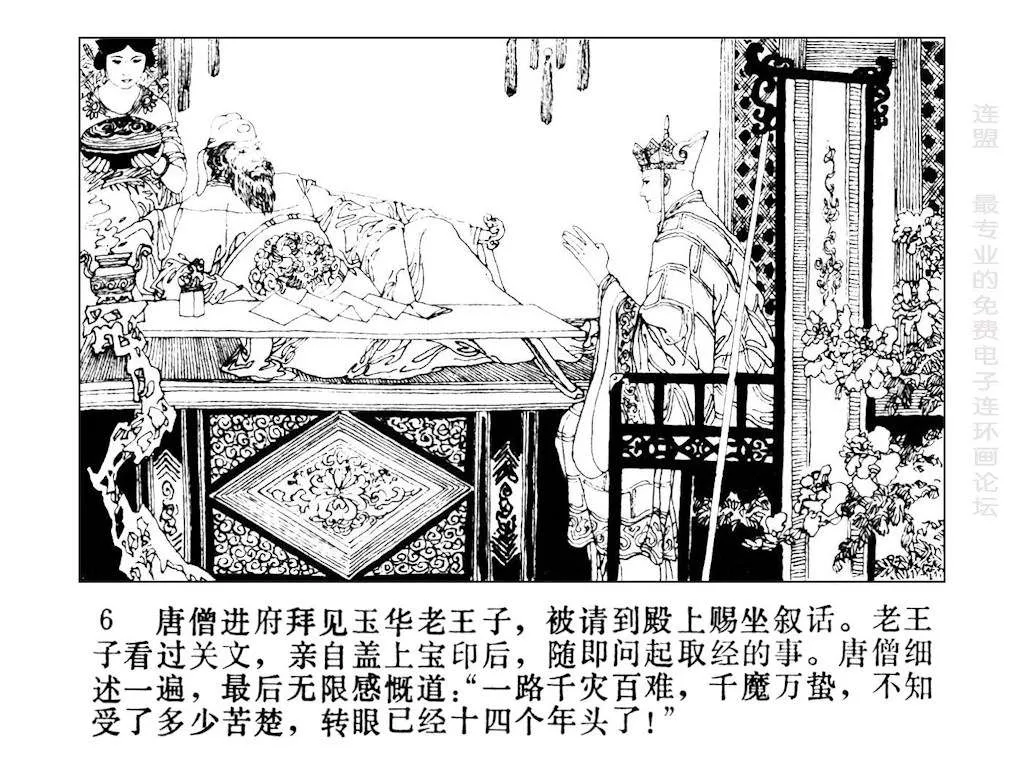 6 唐僧进府拜见玉华老王子，被请到殿上赐坐叙话。老王
子看过关文，亲自盖上宝印后，随即问起取经的事。唐僧细
述一遍，最后无限感慨道：“一路千灾百难，千魔万蛰，不知
受了多少苦楚，转眼已经十四个年头了！”
连盟 最专业的免费电子连环画论坛